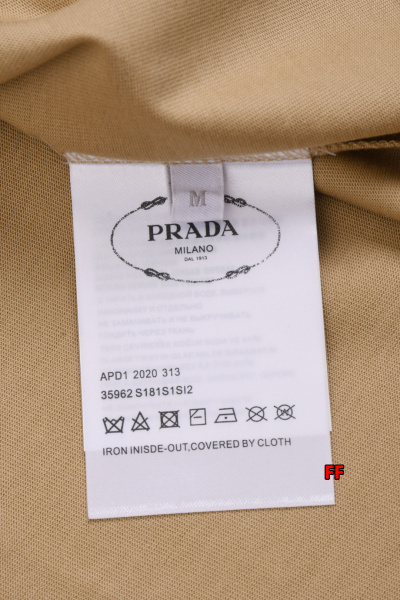 M
PRADA
MILANO
DAL 1913
APD1 2020 313
35962 S181S1SI2
IRON INISDE-OUT,COVERED BY CLOTH
FF